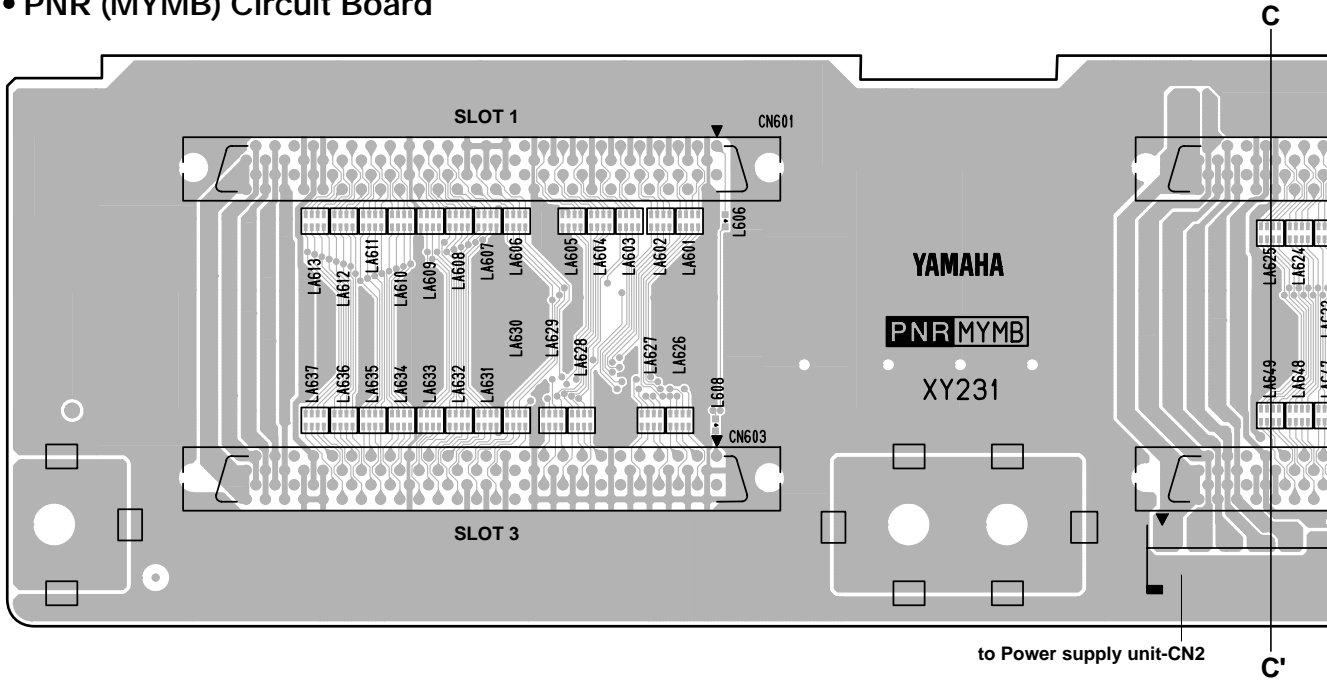 • PNR (MYMB) Circuit Board
C
SLOT 1
CN601
L606
LA613
LA612
LA611
LA610
LA609
LA608
LA607
LA606
LA605
LA604
LA603
LA602
LA601
LA625
LA624
YAMAHA
PNR MYMB
XY231
LA637
LA636
LA635
LA634
LA633
LA632
LA631
LA630
LA629
LA628
LA627
LA626
L608
LA649
LA648
CN603
SLOT 3
to Power supply unit-CN2
C'